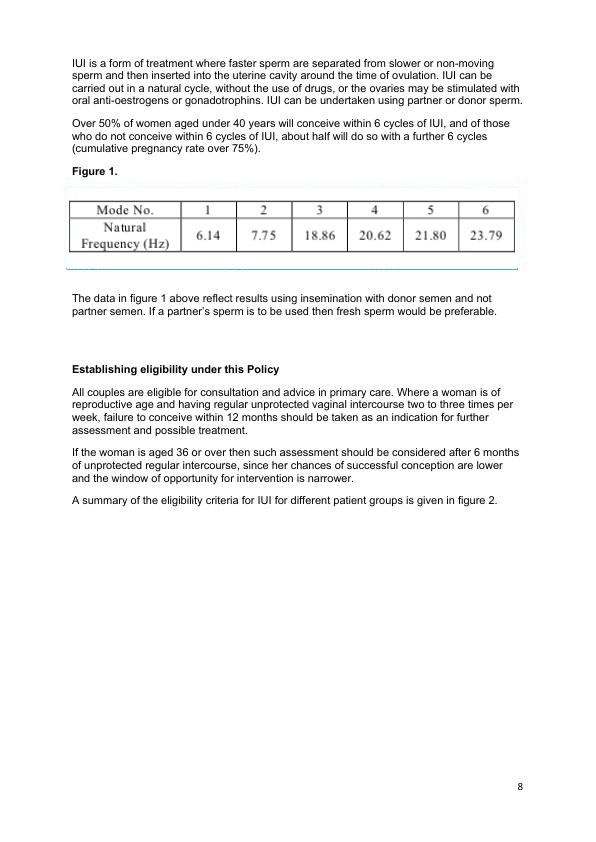 IUI is a form of treatment where faster sperm are separated from slower or non-moving
sperm and then inserted into the uterine cavity around the time of ovulation. IUI can be
carried out in a natural cycle, without the use of drugs, or the ovaries may be stimulated with
oral anti-oestrogens or gonadotrophins. IUI can be undertaken using partner or donor sperm.
Over 50% of women aged under 40 years will conceive within 6 cycles of IUI, and of those
who do not conceive within 6 cycles of IUI, about half will do so with a further 6 cycles
(cumulative pregnancy rate over 75%).
Figure 1.
Mode No. 1 2 3 4 5 6
Natural
Frequency (Hz) 6.14 7.75 18.86 20.62 21.80 23.79
The data in figure 1 above reflect results using insemination with donor semen and not
partner semen. If a partner’s sperm is to be used then fresh sperm would be preferable.
Establishing eligibility under this Policy
All couples are eligible for consultation and advice in primary care. Where a woman is of
reproductive age and having regular unprotected vaginal intercourse two to three times per
week, failure to conceive within 12 months should be taken as an indication for further
assessment and possible treatment.
If the woman is aged 36 or over then such assessment should be considered after 6 months
of unprotected regular intercourse, since her chances of successful conception are lower
and the window of opportunity for intervention is narrower.
A summary of the eligibility criteria for IUI for different patient groups is given in figure 2.
8